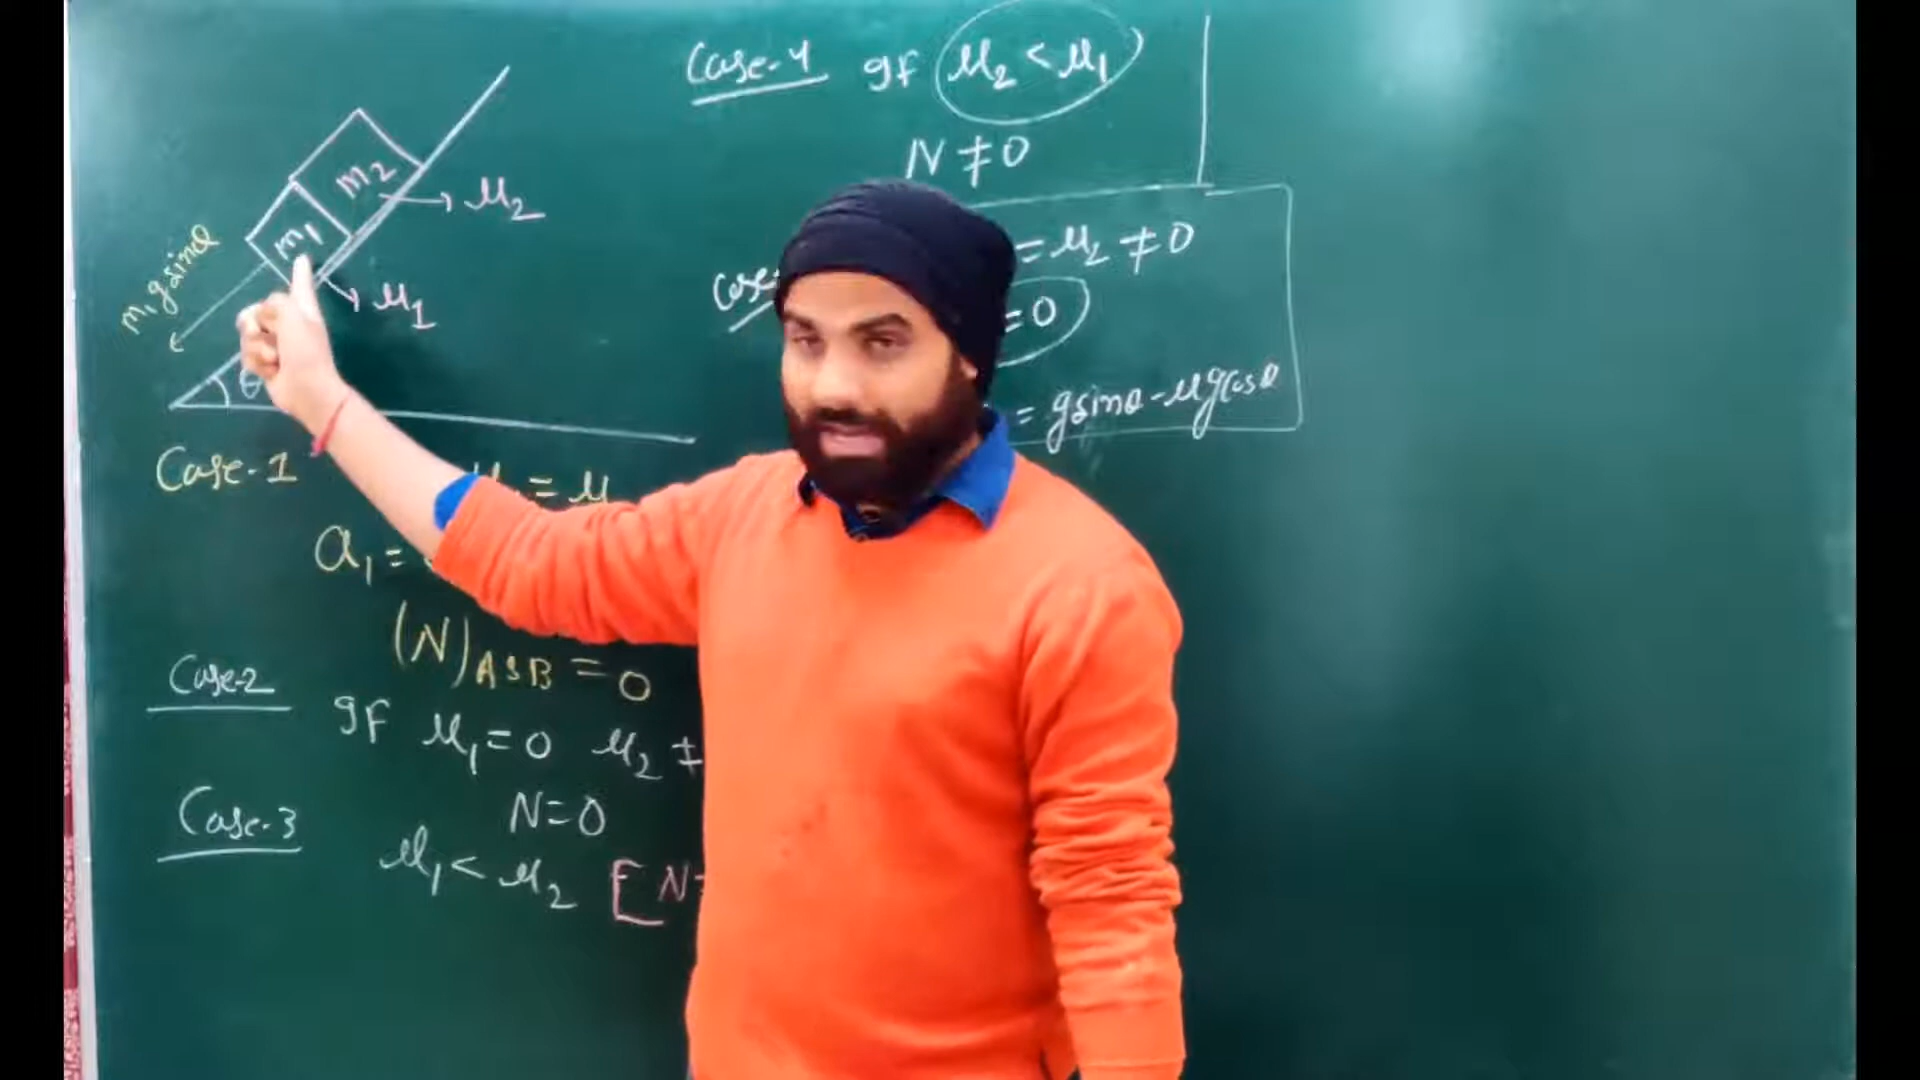 m₂
→ μ₂
m₁
m₁gsinθ
→ μ₁
θ
Case-1
= μ
a₁ =
(N)A&B = 0
Case-2
gf μ₁=0 μ₂ ≠
N=0
Case-3
μ₁ < μ₂ [N=
Case-4 gf μ₂ < μ₁
N ≠ 0
Case-
= μ₂ ≠ 0
=0
= gsinθ-μgcosθ